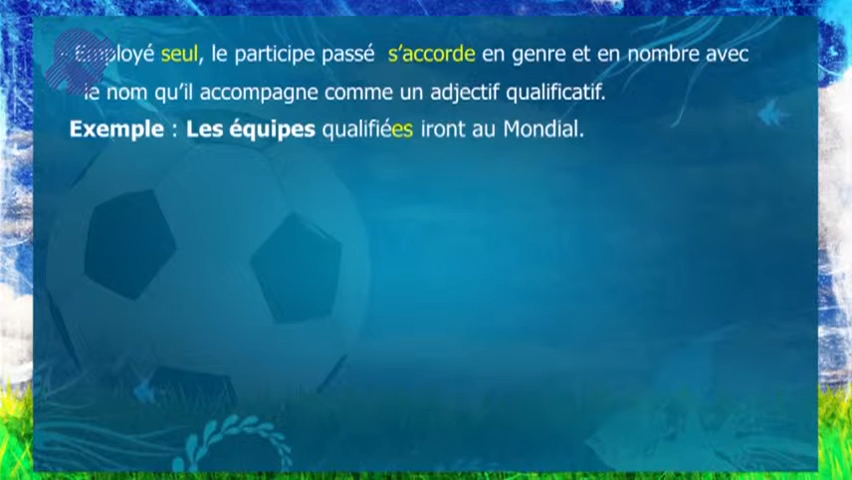 - Employé seul, le participe passé s’accorde en genre et en nombre avec
le nom qu’il accompagne comme un adjectif qualificatif.
Exemple : Les équipes qualifiées iront au Mondial.